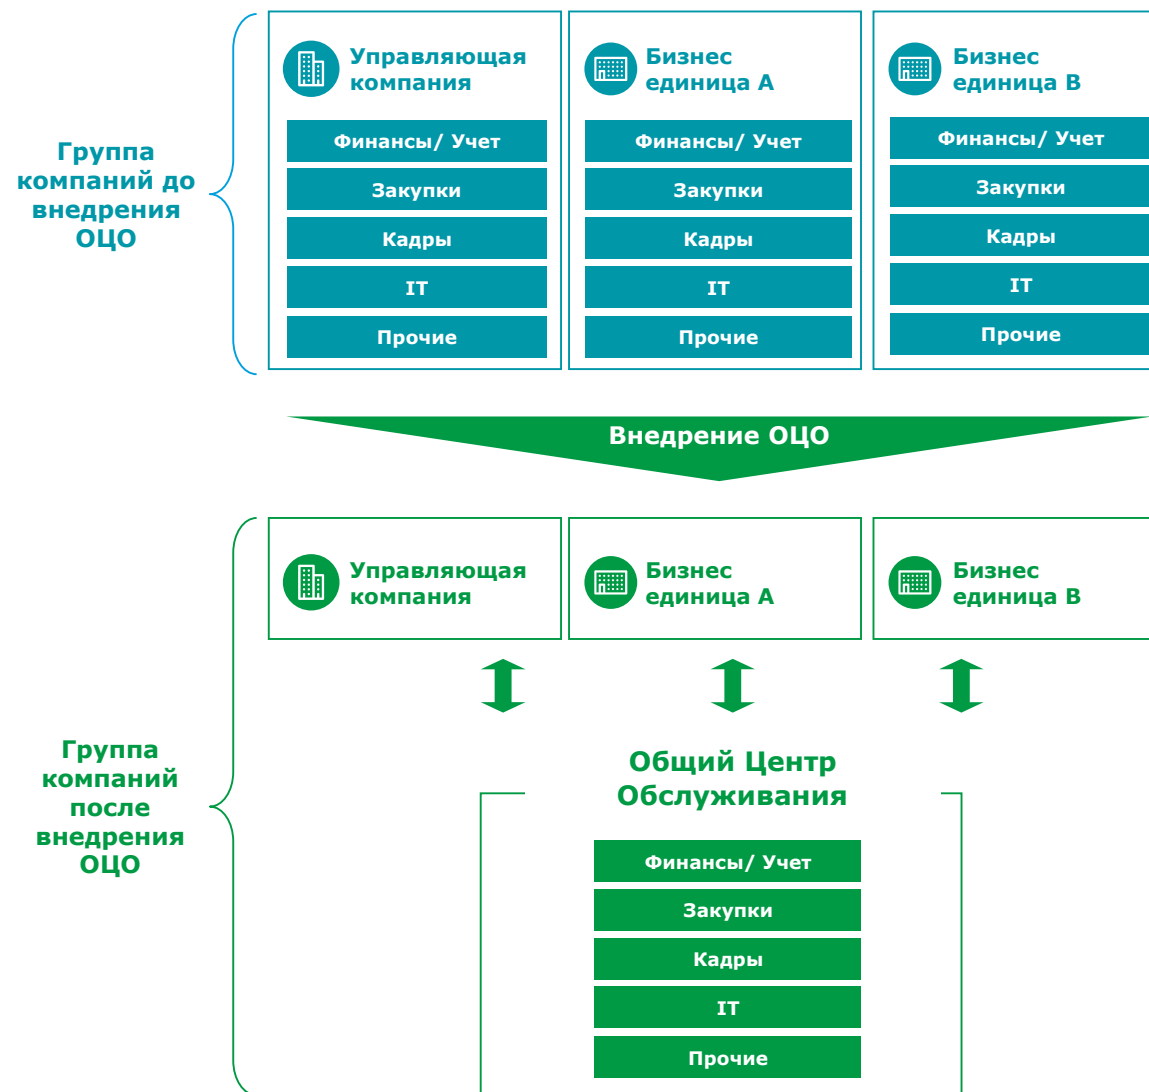 Группа
компаний до
внедрения
ОЦО
Управляющая
компания
Финансы/ Учет
Закупки
Кадры
IT
Прочие
Бизнес
единица А
Финансы/ Учет
Закупки
Кадры
IT
Прочие
Бизнес
единица В
Финансы/ Учет
Закупки
Кадры
IT
Прочие
Внедрение ОЦО
Группа
компаний
после
внедрения
ОЦО
Управляющая
компания
Бизнес
единица А
Бизнес
единица В
Общий Центр
Обслуживания
Финансы/ Учет
Закупки
Кадры
IT
Прочие